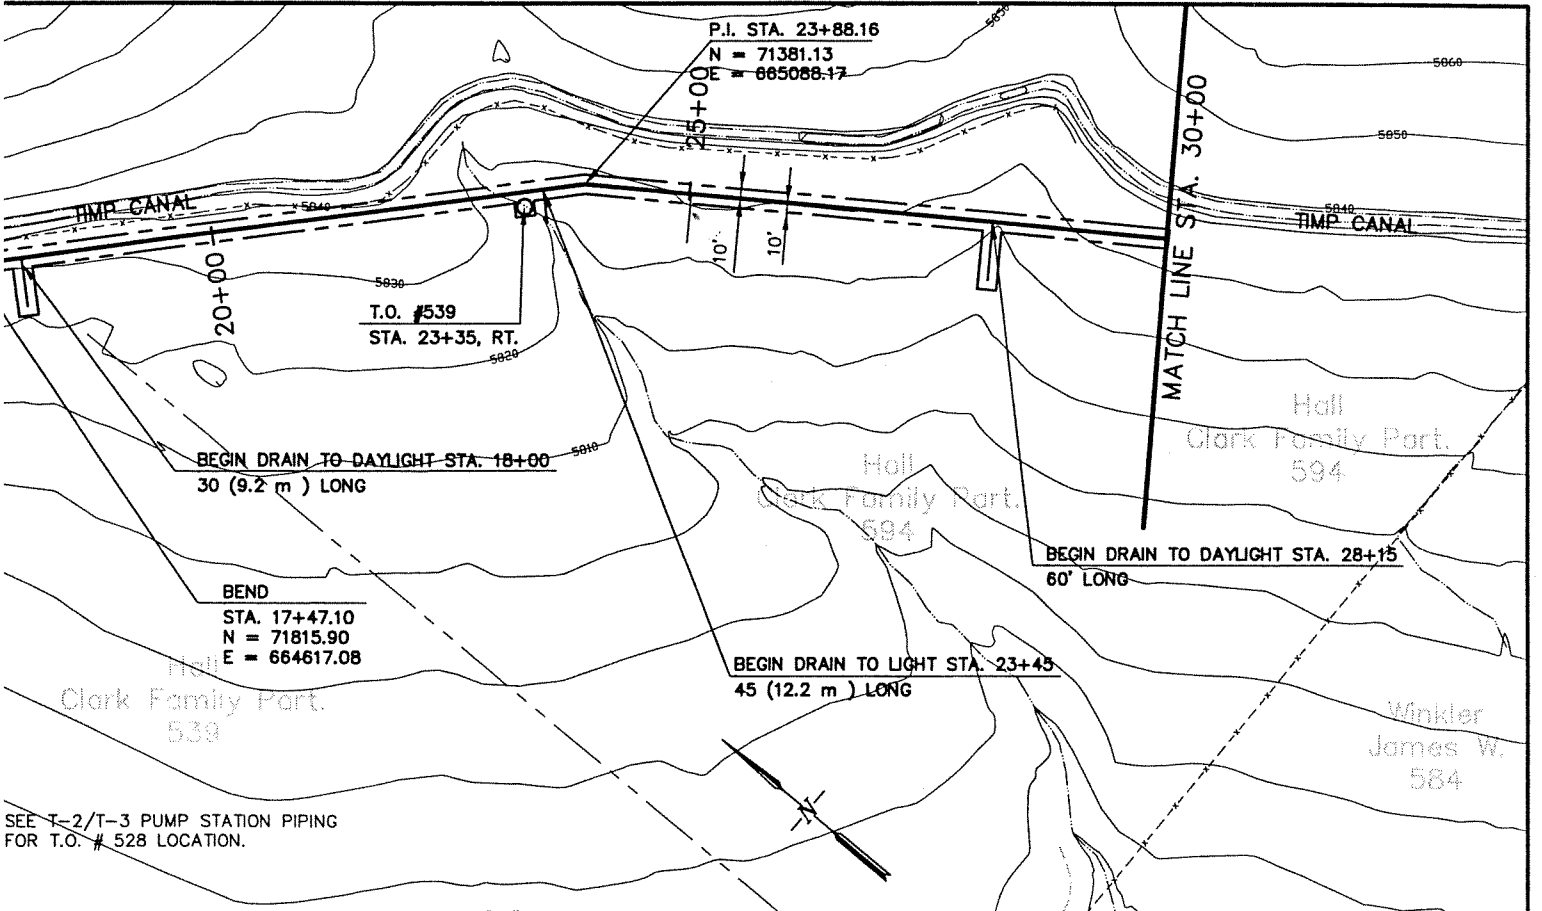 P.I. STA. 23+88.16
N = 71381.13
E = 665088.17
25+00
5850
5060
5050
MATCH LINE STA. 30+00
TIMP CANAL
5840
5840
TIMP CANAL
10'
10'
20+00
5830
T.O. #539
STA. 23+35, RT.
5820
5010
BEGIN DRAIN TO DAYLIGHT STA. 18+00
30 (9.2 m ) LONG
Hall
Clark Family Part.
594
Hall
Clark Family Part.
594
BEGIN DRAIN TO DAYLIGHT STA. 28+15
60' LONG
BEND
STA. 17+47.10
N = 71815.90
E = 664617.08
Hall
Clark Family Part.
539
BEGIN DRAIN TO LIGHT STA. 23+45
45 (12.2 m ) LONG
Winkler
James W.
584
-N-
SEE T-2/T-3 PUMP STATION PIPING
FOR T.O. # 528 LOCATION.